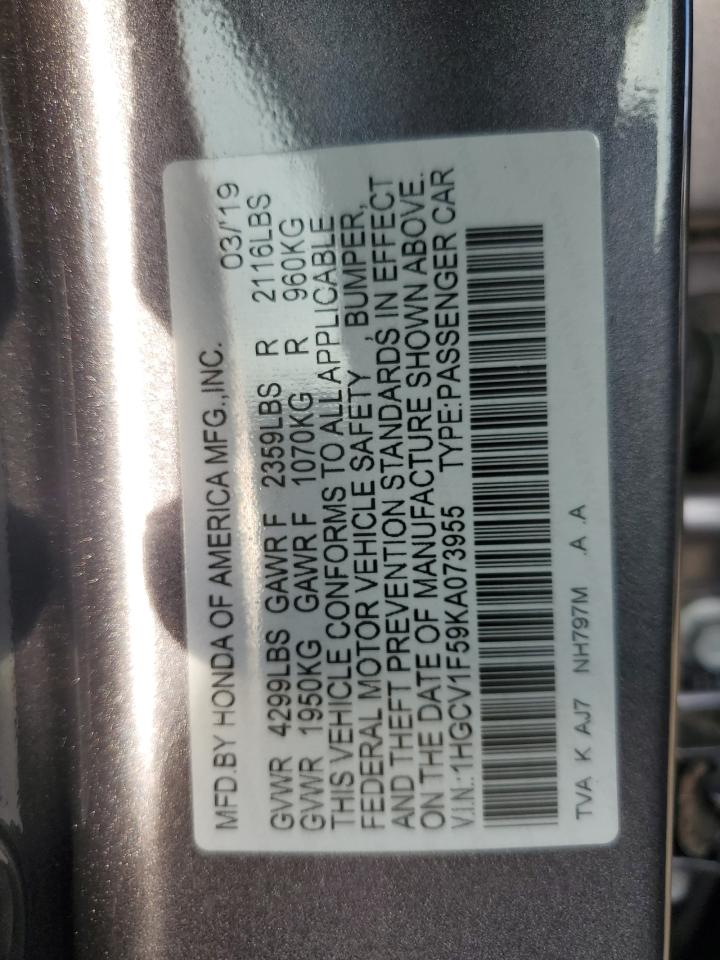 MFD.BY HONDA OF AMERICA MFG.,INC. 03/'19
GVWR 4299LBS GAWR F 2359LBS R 2116LBS
GVWR 1950KG GAWR F 1070KG R 960KG
THIS VEHICLE CONFORMS TO ALL APPLICABLE
FEDERAL MOTOR VEHICLE SAFETY , BUMPER,
AND THEFT PREVENTION STANDARDS IN EFFECT
ON THE DATE OF MANUFACTURE SHOWN ABOVE.
V.I.N.:1HGCV1F59KA073955 TYPE:PASSENGER CAR
TVA K AJ7 NH797M .A .A